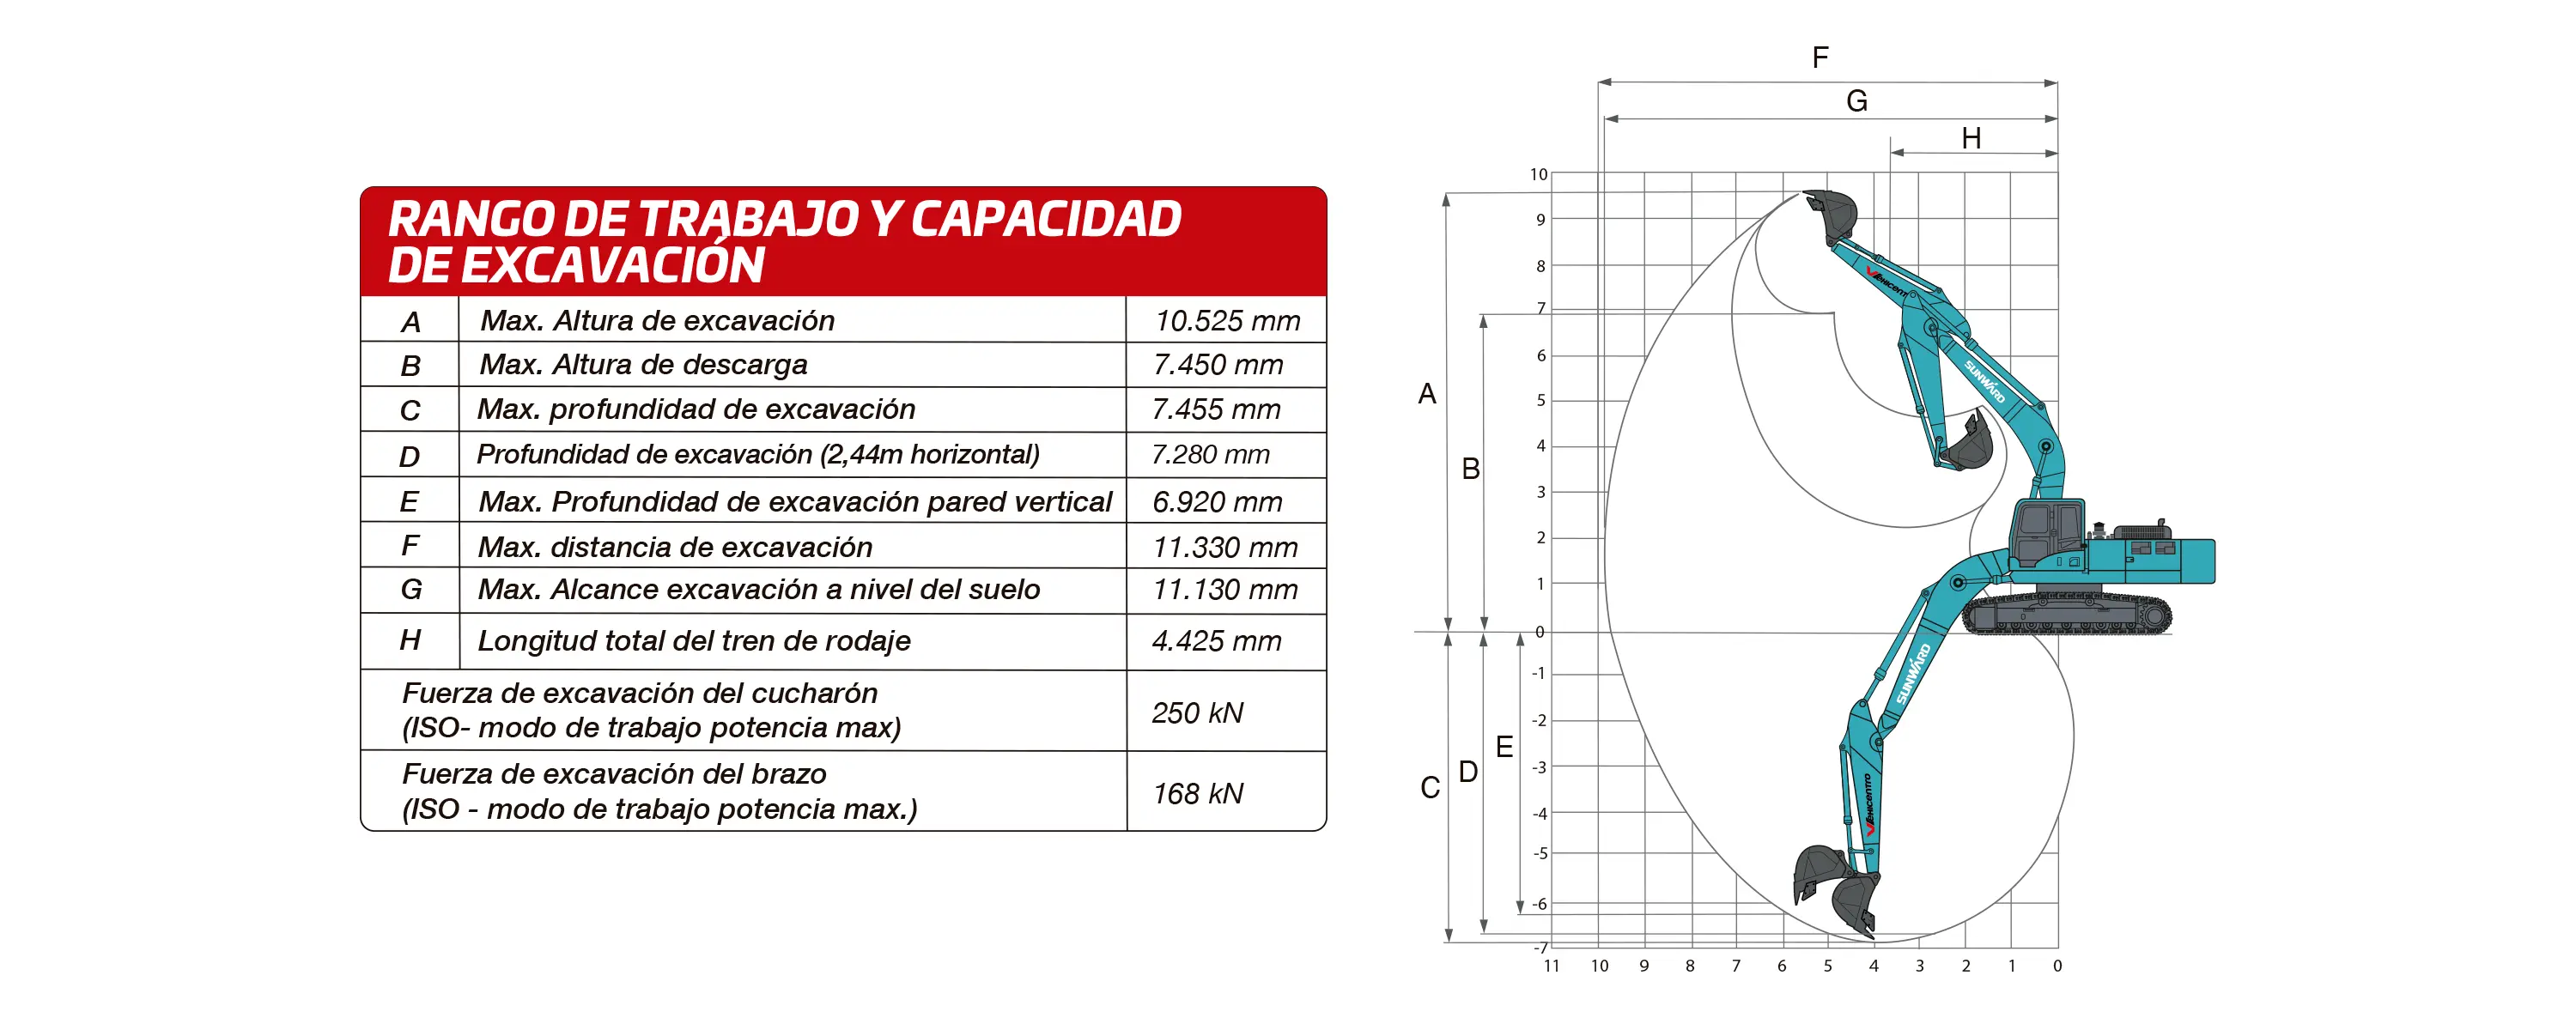 RANGO DE TRABAJO Y CAPACIDAD
DE EXCAVACIÓN
A Max. Altura de excavación 10.525 mm
B Max. Altura de descarga 7.450 mm
C Max. profundidad de excavación 7.455 mm
D Profundidad de excavación (2,44m horizontal) 7.280 mm
E Max. Profundidad de excavación pared vertical 6.920 mm
F Max. distancia de excavación 11.330 mm
G Max. Alcance excavación a nivel del suelo 11.130 mm
H Longitud total del tren de rodaje 4.425 mm
Fuerza de excavación del cucharón
(ISO- modo de trabajo potencia max)
250 kN
Fuerza de excavación del brazo
(ISO - modo de trabajo potencia max.)
168 kN
F
G
H
A
B
C
D
E
10
9
8
7
6
5
4
3
2
1
0
-1
-2
-3
-4
-5
-6
-7
11 10 9 8 7 6 5 4 3 2 1 0
VEHICENTRO
SUNWARD
SUNWARD
VEHICENTRO